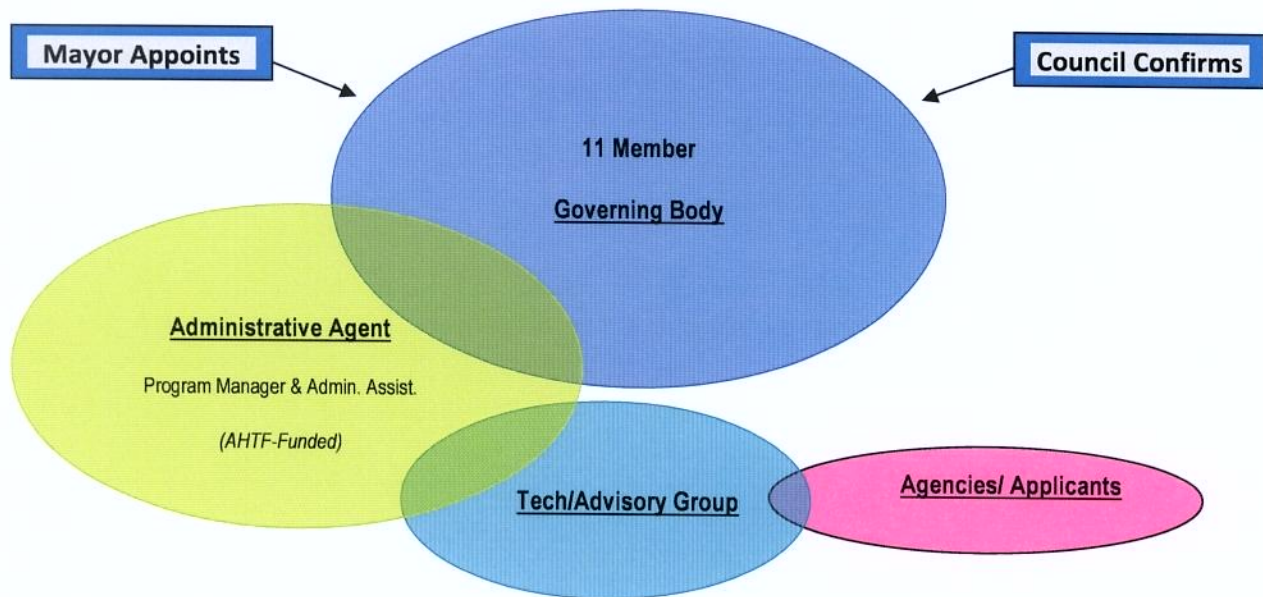 Mayor Appoints
Council Confirms
11 Member
Governing Body
Administrative Agent
Program Manager & Admin. Assist.
(AHTF-Funded)
Tech/Advisory Group
Agencies/ Applicants